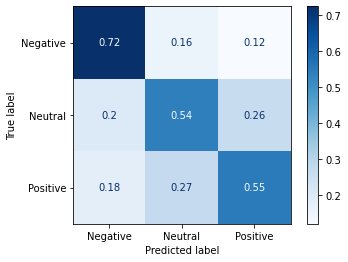 Negative 0.72 0.16 0.12
Neutral 0.2 0.54 0.26
Positive 0.18 0.27 0.55
Negative Neutral Positive
Predicted label
True label
0.7
0.6
0.5
0.4
0.3
0.2